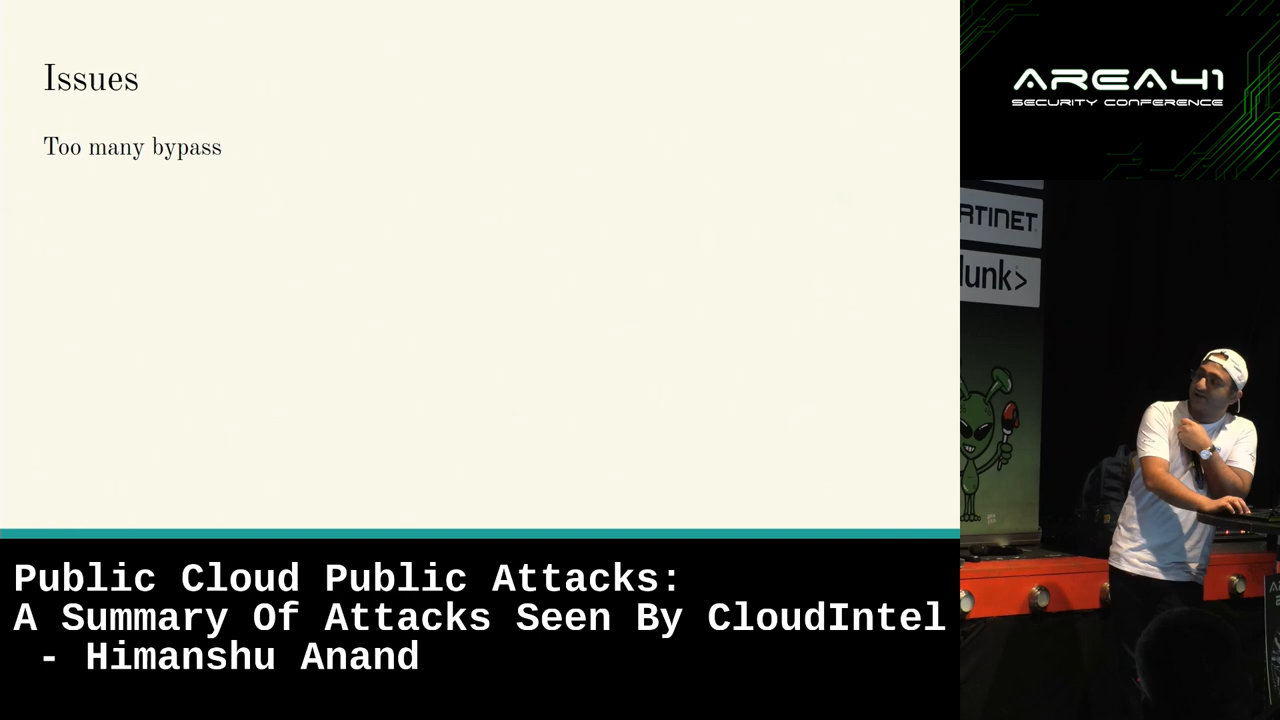 Issues
Too many bypass
Public Cloud Public Attacks:
A Summary Of Attacks Seen By CloudIntel
- Himanshu Anand
AREA41
SECURITY CONFERENCE
RTINET
lunk>